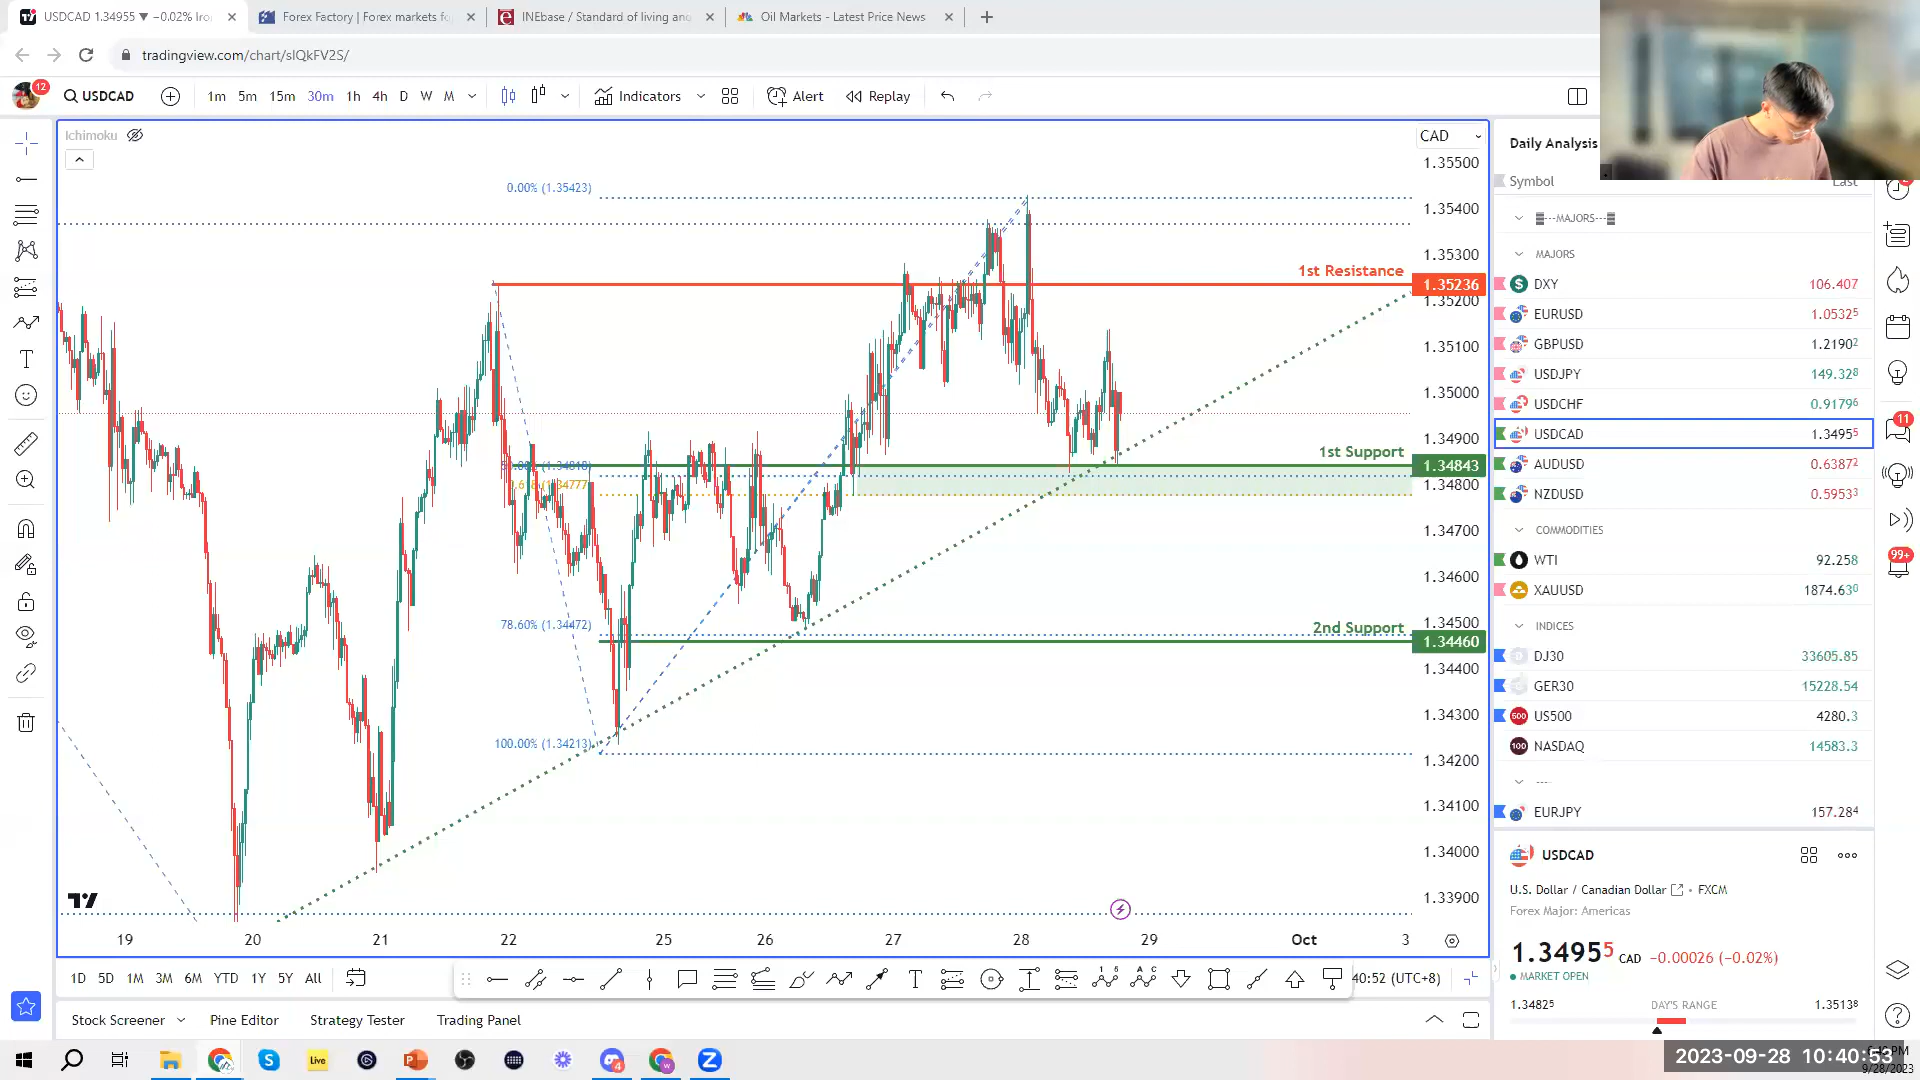 USDCAD 1.34955 ▼ −0.02% Iro
Forex Factory | Forex markets fo
INEbase / Standard of living and
Oil Markets - Latest Price News
tradingview.com/chart/slQkFV2S/
12
USDCAD
1m 5m 15m 30m 1h 4h D W M
Indicators
Alert
Replay
Ichimoku
CAD
1.35500
1.35400
1.35300
1.35236
1.35200
1.35100
1.35000
1.34900
1.34843
1.34800
1.34700
1.34600
1.34500
1.34460
1.34400
1.34300
1.34200
1.34100
1.34000
1.33900
0.00% (1.35423)
1st Resistance
1st Support
2nd Support
78.60% (1.34472)
100.00% (1.34213)
19 20 21 22 25 26 27 28 29 Oct 3
1D 5D 1M 3M 6M YTD 1Y 5Y All
40:52 (UTC+8)
Stock Screener
Pine Editor
Strategy Tester
Trading Panel
Daily Analysis
Symbol
Last
---MAJORS---
MAJORS
DXY 106.407
EURUSD 1.05325
GBPUSD 1.21902
USDJPY 149.328
USDCHF 0.91796
USDCAD 1.34955
AUDUSD 0.63872
NZDUSD 0.59533
COMMODITIES
WTI 92.258
XAUUSD 1874.630
INDICES
DJ30 33605.85
GER30 15228.54
US500 4280.3
NASDAQ 14583.3
----
EURJPY 157.284
USDCAD
U.S. Dollar / Canadian Dollar • FXCM
Forex Major: Americas
1.34955 CAD −0.00026 (−0.02%)
MARKET OPEN
1.34825 DAY'S RANGE 1.35138
11
99+
Live
4
2023-09-28 10:40:53
9/28/2023